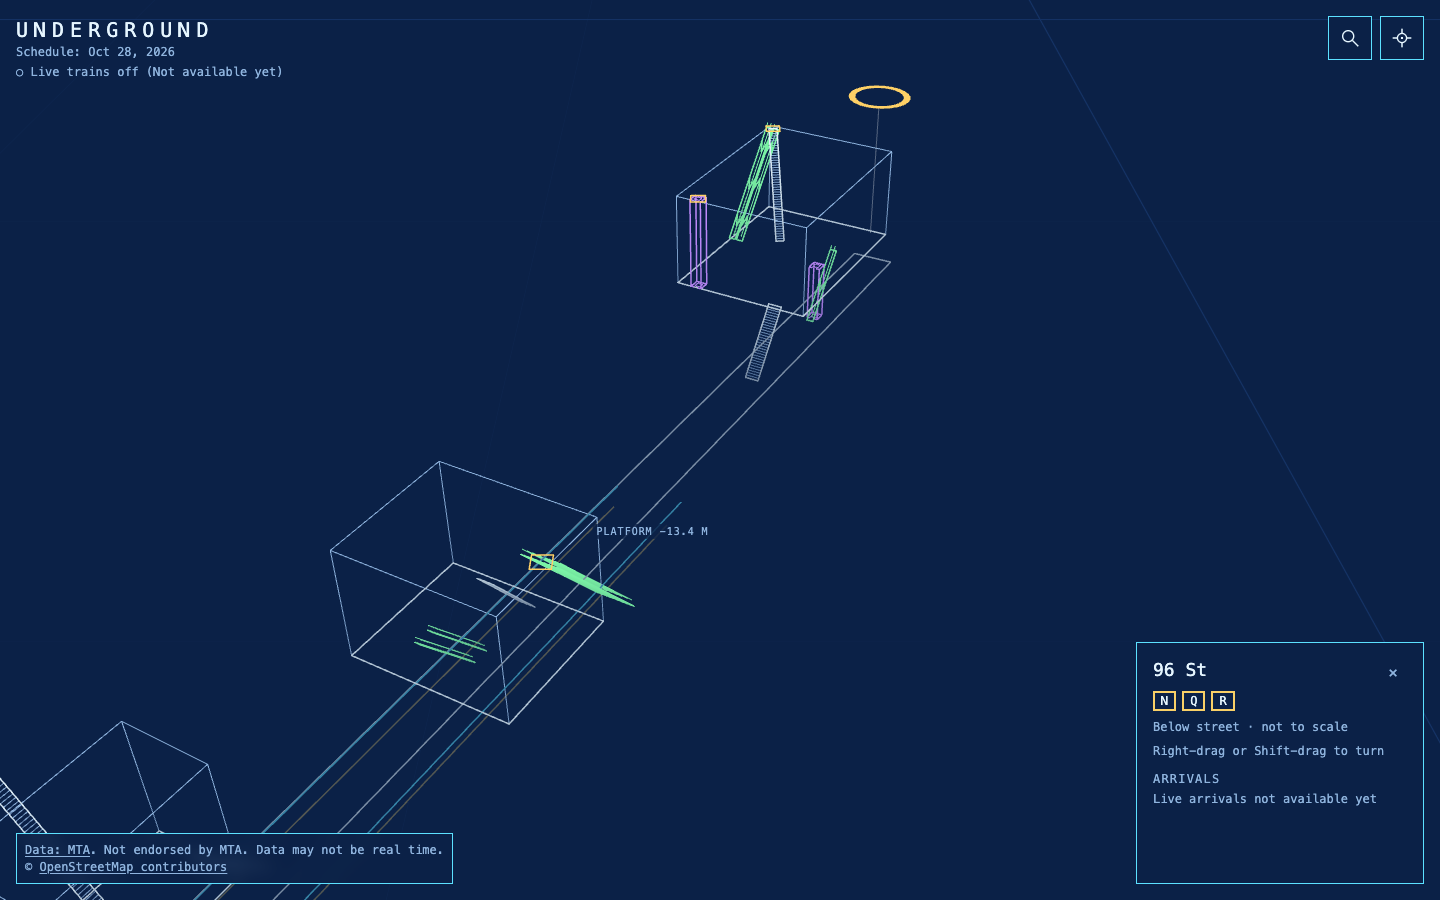 UNDERGROUND
Schedule: Oct 28, 2026
Live trains off (Not available yet)
PLATFORM −13.4 M
96 St
×
N Q R
Below street · not to scale
Right-drag or Shift-drag to turn
ARRIVALS
Live arrivals not available yet
Data: MTA. Not endorsed by MTA. Data may not be real time.
© OpenStreetMap contributors